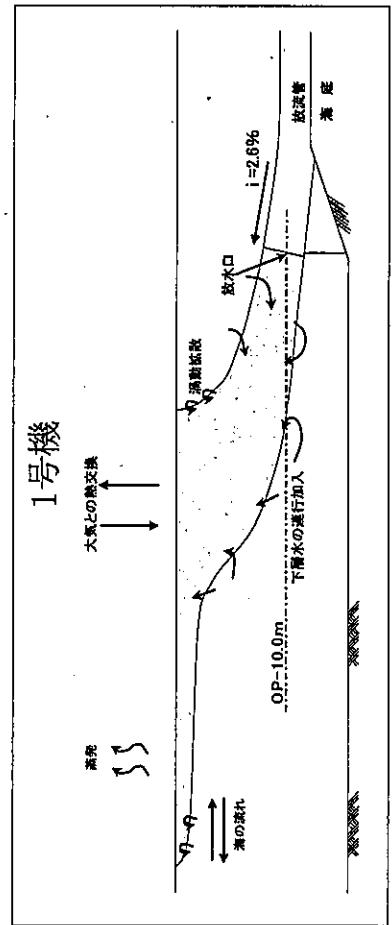 1号機
蒸発
大気との熱交換
渦動拡散
i=2.6%
放水口
放流管
海底
海の流れ
OP-10.0m
下層水の連行加入